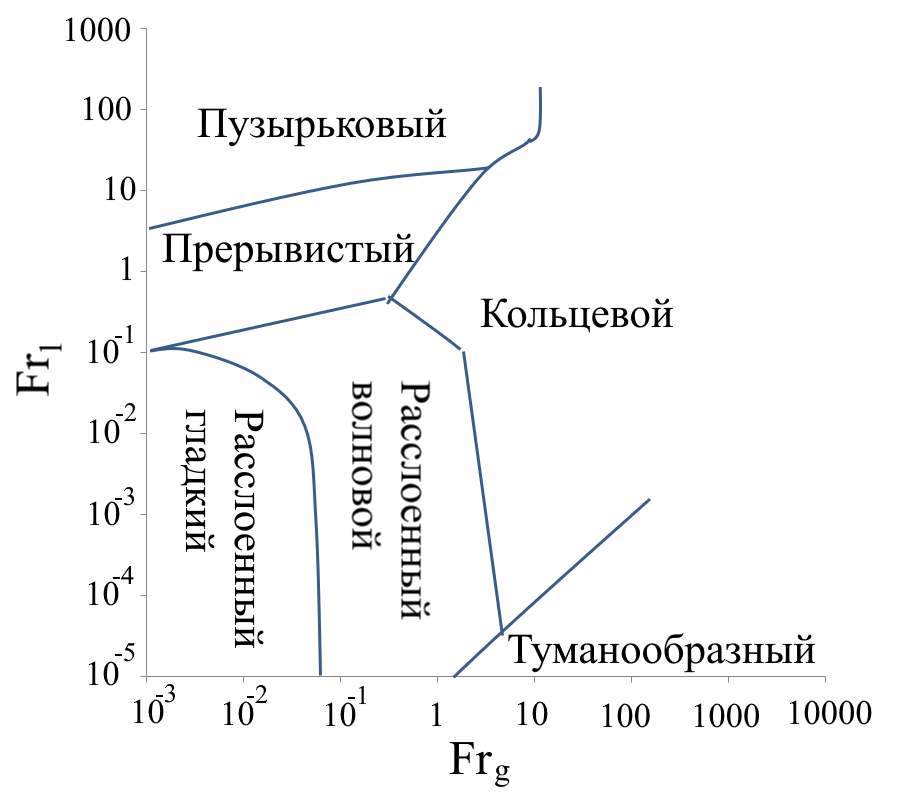 1000
100
10
1
10^-1
10^-2
10^-3
10^-4
10^-5
Fr_l
Пузырьковый
Прерывистый
Кольцевой
Расслоенный
гладкий
Расслоенный
волновой
Туманообразный
10^-3 10^-2 10^-1 1 10 100 1000 10000
Fr_g